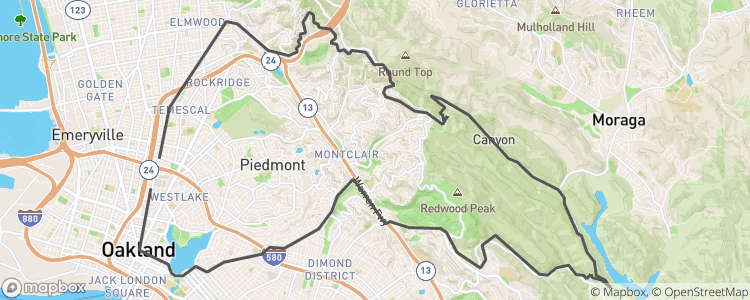 ELMWOOD
GLORIETTA
123
RHEEM
Mulholland Hill
ore State Park
24
Round Top
GOLDEN
GATE
ROCKRIDGE
13
TEMESCAL
Moraga
Emeryville
Canyon
MONTCLAIR
Piedmont
24
Warren Fwy
WESTLAKE
Redwood Peak
880
Oakland
580
DIMOND
DISTRICT
13
JACK LONDON
SQUARE
mapbox
© Mapbox, © OpenStreetMap